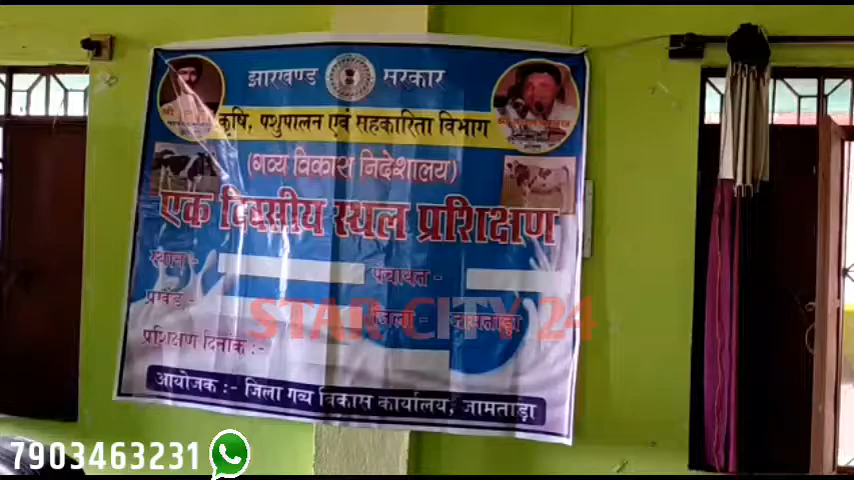 झारखण्ड सरकार
कृषि, पशुपालन एवं सहकारिता विभाग
(गव्य विकास निदेशालय)
एक दिवसीय स्थल प्रशिक्षण
स्थान - पंचायत -
प्रखंड - जिला - जामताड़ा
STAR CITY 24
प्रशिक्षण दिनांक :-
आयोजक :- जिला गव्य विकास कार्यालय, जामताड़ा
7903463231